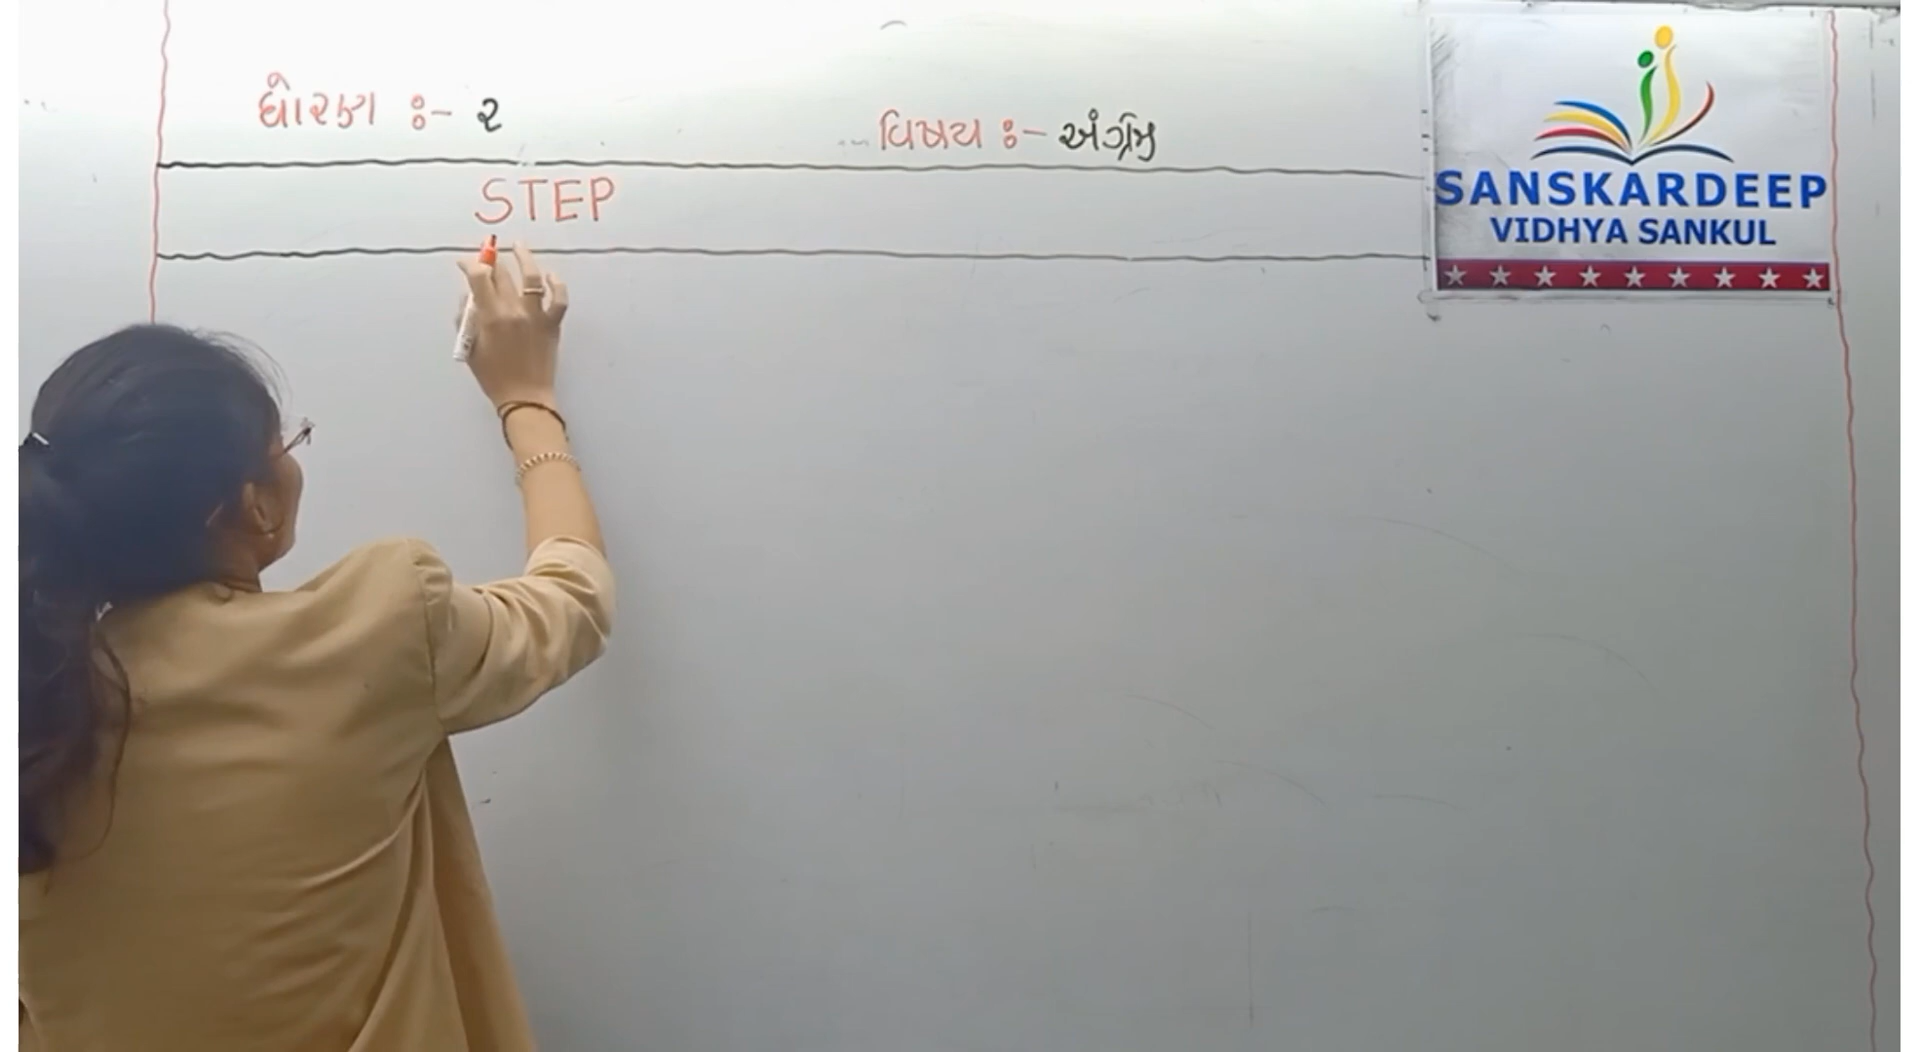 ધોરણ :- ૨
વિષય :- અંગ્રેજી
STEP
SANSKARDEEP
VIDHYA SANKUL